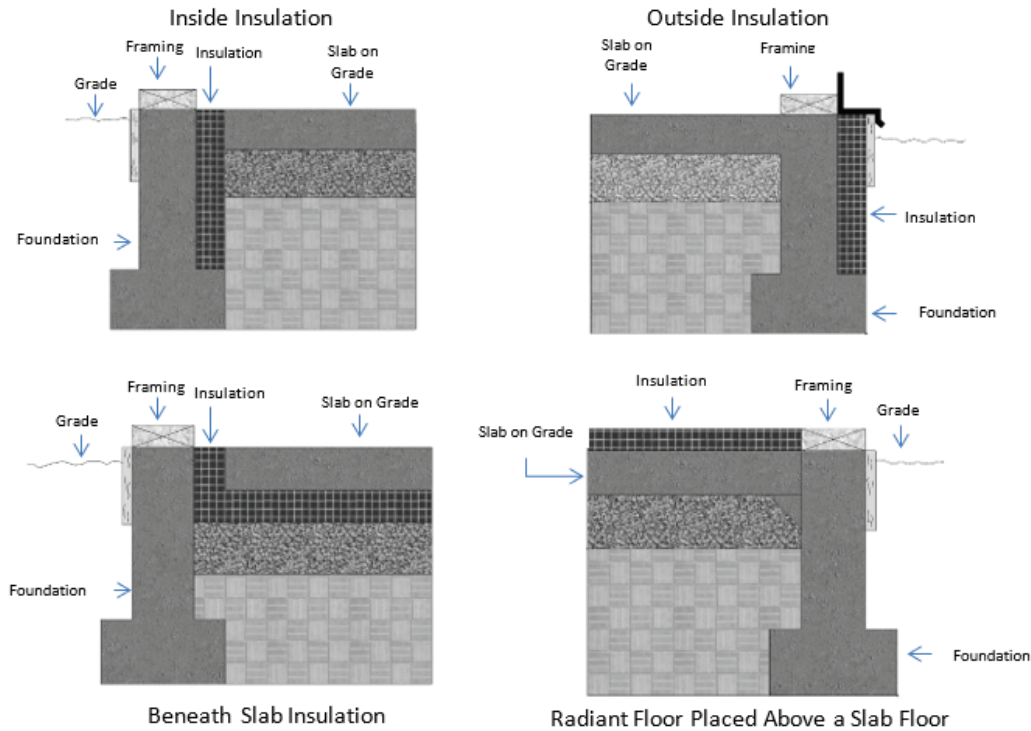 Inside Insulation
Framing
Insulation
Slab on
Grade
Grade
Foundation
Outside Insulation
Slab on
Grade
Framing
Insulation
Foundation
Framing
Insulation
Slab on Grade
Grade
Foundation
Beneath Slab Insulation
Insulation
Framing
Grade
Slab on Grade
Foundation
Radiant Floor Placed Above a Slab Floor